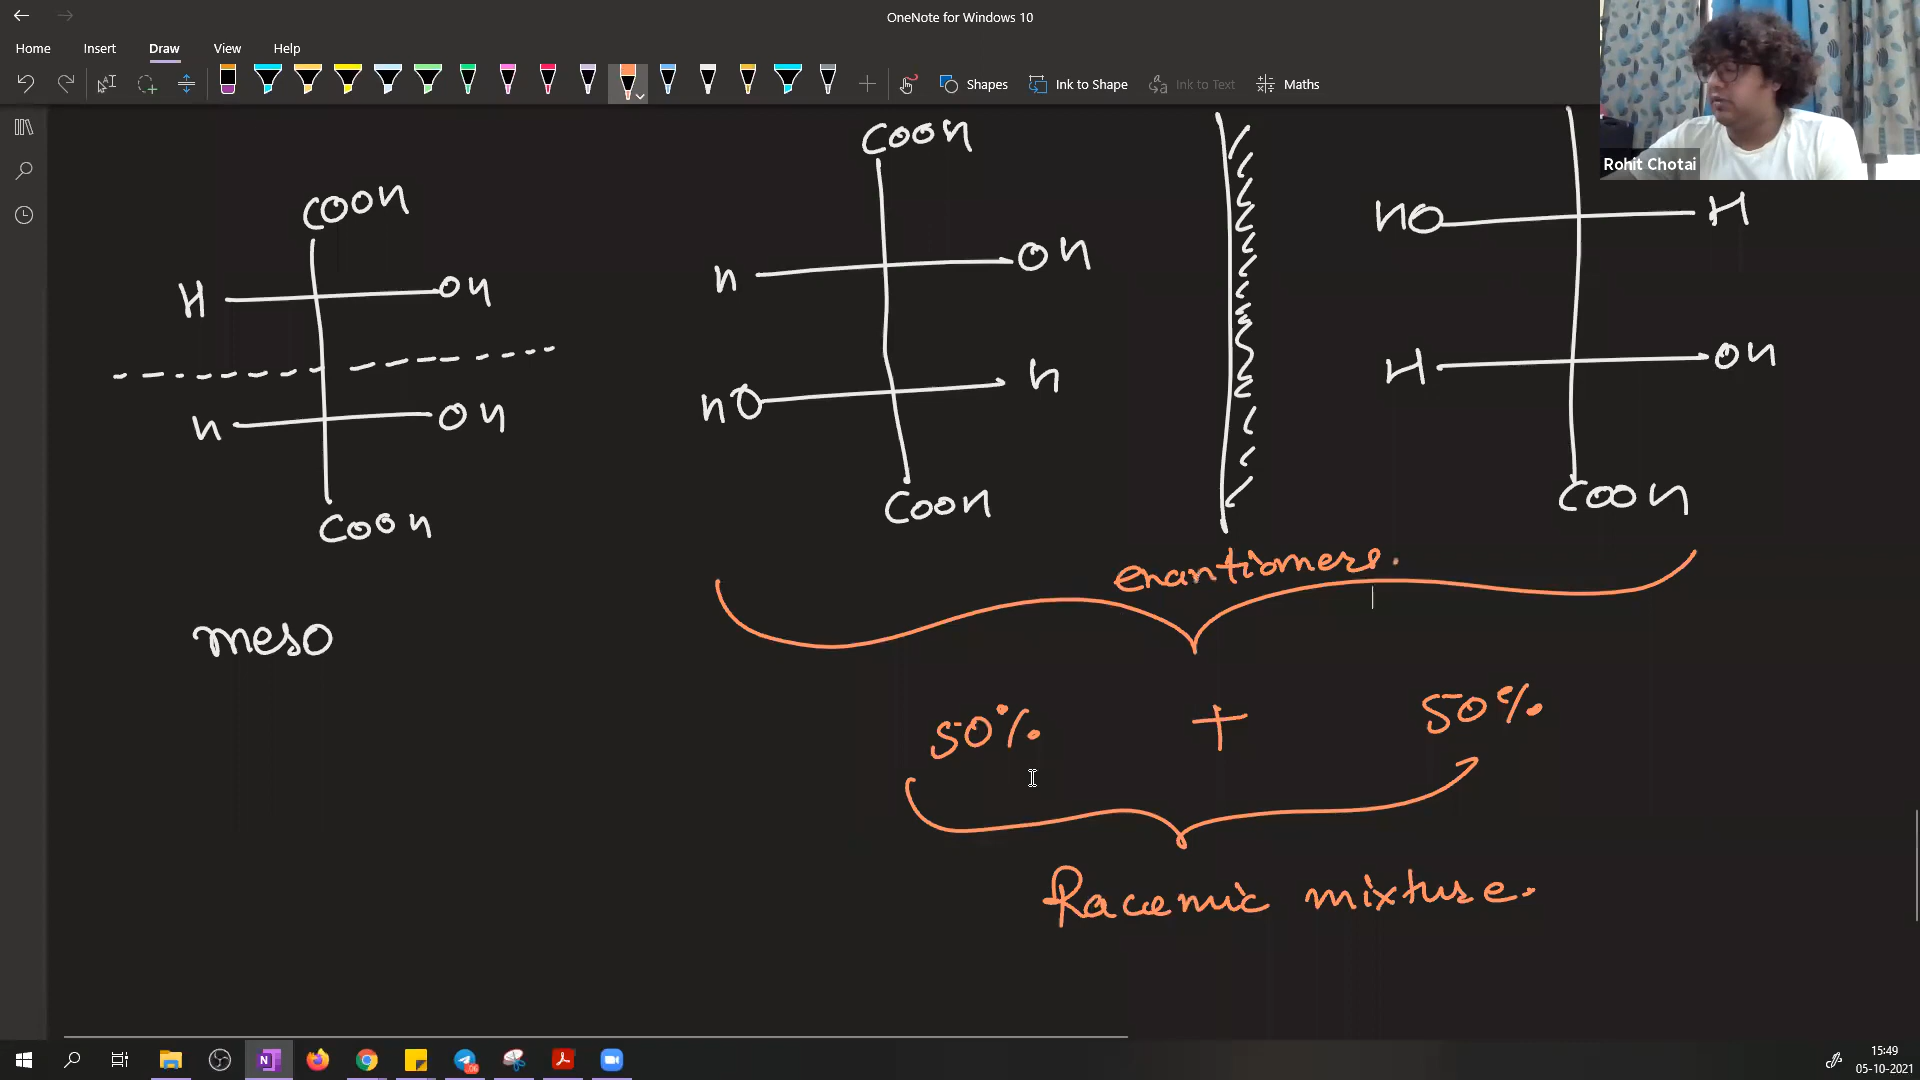 OneNote for Windows 10
Home Insert Draw View Help
Shapes Ink to Shape Ink to Text Maths
Rohit Chotai
COOH
H OH
H OH
COOH
meso
COOH
H OH
HO H
COOH
HO H
H OH
COOH
enantiomers.
50% + 50%
Racemic mixture.
15:49
05-10-2021